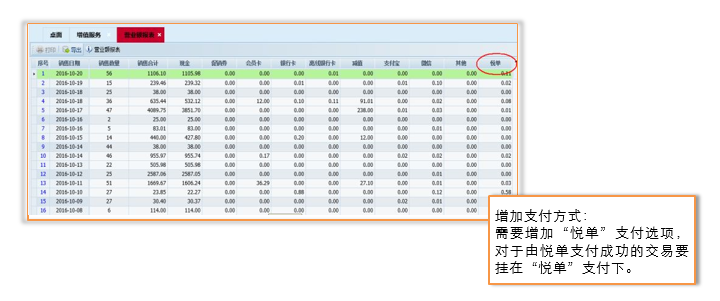 桌面 增值服务 营业额报表 ×
打印 导出 营业额报表
序号 销售日期 销售数量 销售合计 现金 促销券 会员卡 银行卡 离线银行卡 减值 支付宝 微信 其他 悦单
1 2016-10-20 56 1106.10 1105.98 0.00 0.00 0.00 0.01 0.00 0.00 0.00 0.00 0.11
2 2016-10-19 15 239.46 239.32 0.00 0.00 0.01 0.00 0.00 0.01 0.10 0.00 0.02
3 2016-10-18 25 38.00 38.00 0.00 0.00 0.00 0.00 0.00 0.00 0.00 0.00 0.00
4 2016-10-18 36 635.44 532.12 0.00 12.00 0.10 0.11 91.01 0.00 0.02 0.00 0.08
5 2016-10-17 47 4089.75 3851.70 0.00 0.00 0.00 0.00 238.00 0.01 0.03 0.00 0.01
6 2016-10-16 2 25.00 25.00 0.00 0.00 0.00 0.00 0.00 0.00 0.00 0.00 0.00
7 2016-10-16 5 83.01 83.00 0.00 0.00 0.00 0.00 0.00 0.00 0.01 0.00 0.00
8 2016-10-15 14 440.00 427.80 0.00 0.00 0.20 0.00 12.00 0.00 0.00 0.00 0.00
9 2016-10-14 44 38.00 38.00 0.00 0.00 0.00 0.00 0.00 0.00 0.00 0.00 0.00
10 2016-10-14 46 955.97 955.74 0.00 0.17 0.00 0.00 0.00 0.02 0.02 0.00 0.02
11 2016-10-13 22 505.98 505.98 0.00 0.00 0.00 0.00 0.00 0.00 0.00 0.00 0.00
12 2016-10-12 25 2587.06 2587.05 0.00 0.00 0.00 0.00 0.00 0.00 0.01 0.00 0.00
13 2016-10-11 51 1669.67 1606.24 0.00 36.29 0.00 0.00 27.10 0.00 0.01 0.00 0.03
14 2016-10-10 27 23.85 22.27 0.00 0.00 0.88 0.00 0.00 0.00 0.12 0.00 0.58
15 2016-10-09 27 30.40 30.37 0.00 0.00 0.00 0.00 0.00 0.02 0.01 0.00 0.00
16 2016-10-08 6 114.00 114.00 0.00 0.00 0.00 0.00 0.00 0.00 0.00 0.00 0.00
增加支付方式：
需要增加“悦单”支付选项，
对于由悦单支付成功的交易要
挂在“悦单”支付下。